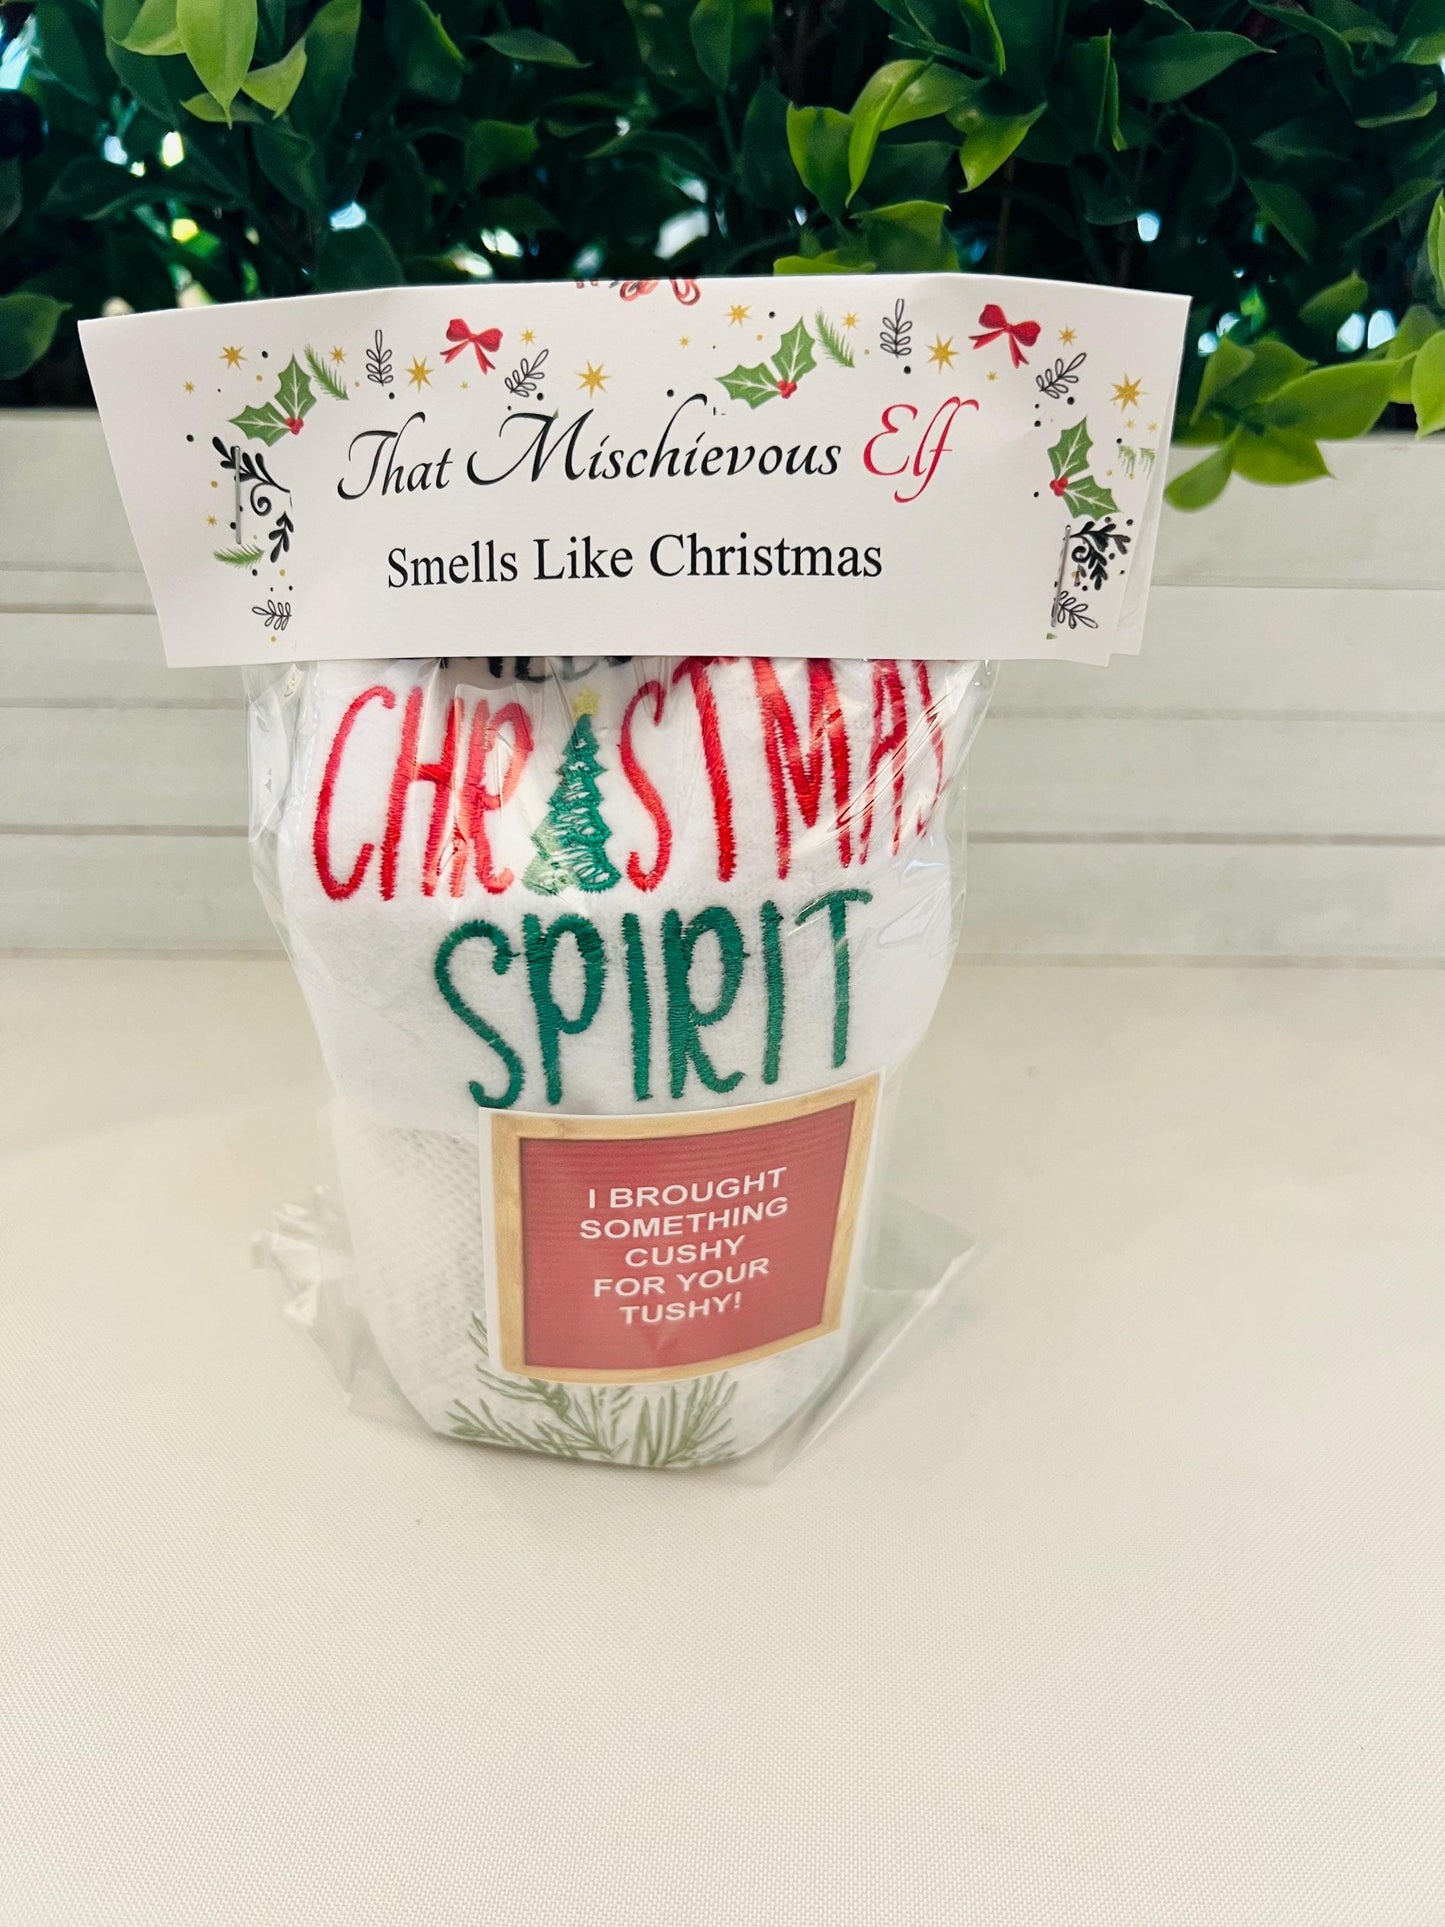 That Mischievous Elf
Smells Like Christmas
CHRISTMAS
SPIRIT
I BROUGHT
SOMETHING
CUSHY
FOR YOUR
TUSHY!